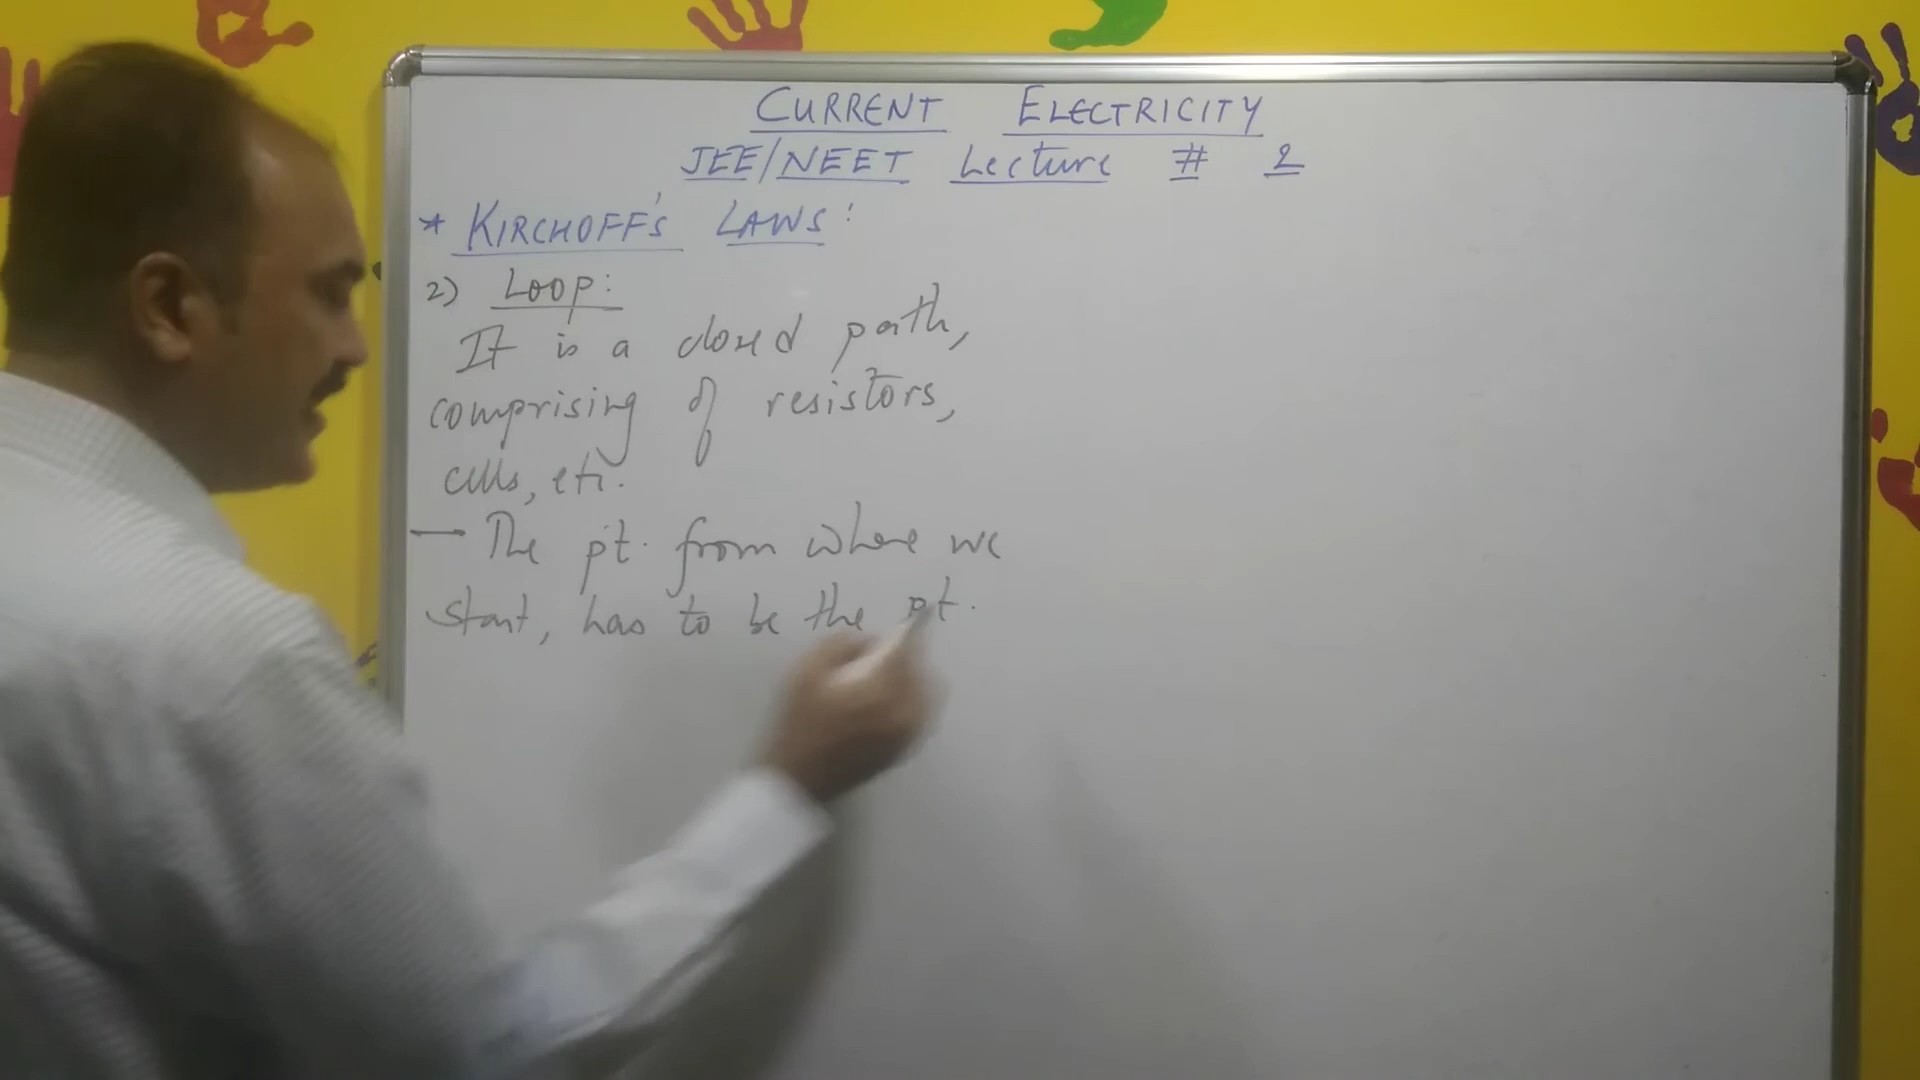 CURRENT ELECTRICITY
JEE/NEET Lecture # 2
* KIRCHOFF'S LAWS:
2) LOOP:
It is a closed path,
comprising of resistors,
cells, etc.
— The pt. from where we
start, has to be the pt.